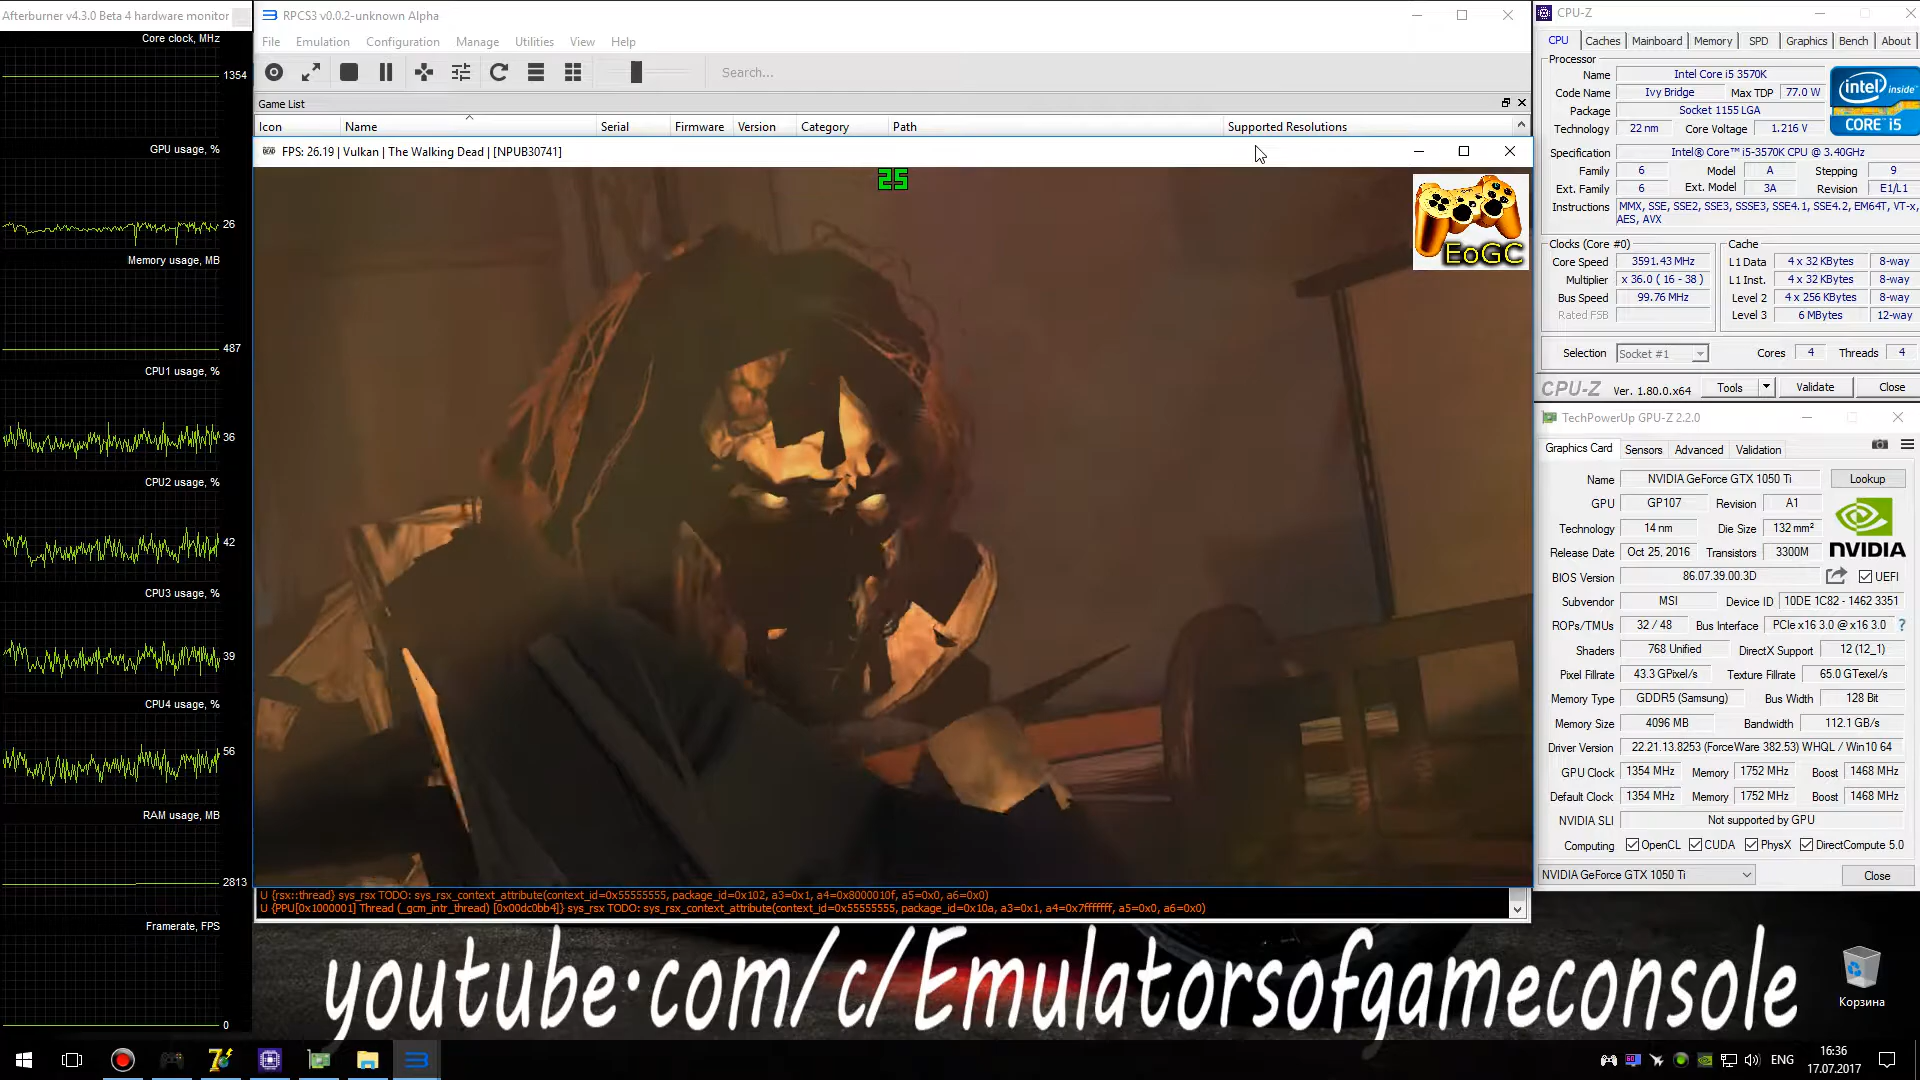 Afterburner v4.3.0 Beta 4 hardware monitor
Core clock, MHz
1354
GPU usage, %
26
Memory usage, MB
487
CPU1 usage, %
36
CPU2 usage, %
42
CPU3 usage, %
39
CPU4 usage, %
56
RAM usage, MB
2813
Framerate, FPS
0
RPCS3 v0.0.2-unknown Alpha
File Emulation Configuration Manage Utilities View Help
Search...
Game List
Icon Name Serial Firmware Version Category Path Supported Resolutions
FPS: 26.19 | Vulkan | The Walking Dead | [NPUB30741]
25
EoGC
U {rsx::thread} sys_rsx TODO: sys_rsx_context_attribute(context_id=0x55555555, package_id=0x102, a3=0x1, a4=0x8000010f, a5=0x0, a6=0x0)
U {PPU[0x1000001] Thread (_gcm_intr_thread) [0x00dc0bb4]} sys_rsx TODO: sys_rsx_context_attribute(context_id=0x55555555, package_id=0x10a, a3=0x1, a4=0x7fffffff, a5=0x0, a6=0x0)
youtube.com/c/Emulatorsofgameconsole
CPU-Z
CPU Caches Mainboard Memory SPD Graphics Bench About
Processor
Name Intel Core i5 3570K
Code Name Ivy Bridge Max TDP 77.0 W
Package Socket 1155 LGA
Technology 22 nm Core Voltage 1.216 V
intel inside
CORE i5
Specification Intel® Core™ i5-3570K CPU @ 3.40GHz
Family 6 Model A Stepping 9
Ext. Family 6 Ext. Model 3A Revision E1/L1
Instructions MMX, SSE, SSE2, SSE3, SSSE3, SSE4.1, SSE4.2, EM64T, VT-x,
AES, AVX
Clocks (Core #0)
Core Speed 3591.43 MHz
Multiplier x 36.0 ( 16 - 38 )
Bus Speed 99.76 MHz
Rated FSB
Cache
L1 Data 4 x 32 KBytes 8-way
L1 Inst. 4 x 32 KBytes 8-way
Level 2 4 x 256 KBytes 8-way
Level 3 6 MBytes 12-way
Selection Socket #1 Cores 4 Threads 4
CPU-Z Ver. 1.80.0.x64 Tools Validate Close
TechPowerUp GPU-Z 2.2.0
Graphics Card Sensors Advanced Validation
Name NVIDIA GeForce GTX 1050 Ti Lookup
GPU GP107 Revision A1
Technology 14 nm Die Size 132 mm²
Release Date Oct 25, 2016 Transistors 3300M
NVIDIA
BIOS Version 86.07.39.00.3D UEFI
Subvendor MSI Device ID 10DE 1C82 - 1462 3351
ROPs/TMUs 32 / 48 Bus Interface PCIe x16 3.0 @ x16 3.0 ?
Shaders 768 Unified DirectX Support 12 (12_1)
Pixel Fillrate 43.3 GPixel/s Texture Fillrate 65.0 GTexel/s
Memory Type GDDR5 (Samsung) Bus Width 128 Bit
Memory Size 4096 MB Bandwidth 112.1 GB/s
Driver Version 22.21.13.8253 (ForceWare 382.53) WHQL / Win10 64
GPU Clock 1354 MHz Memory 1752 MHz Boost 1468 MHz
Default Clock 1354 MHz Memory 1752 MHz Boost 1468 MHz
NVIDIA SLI Not supported by GPU
Computing OpenCL CUDA PhysX DirectCompute 5.0
NVIDIA GeForce GTX 1050 Ti Close
Корзина
ENG
16:36
17.07.2017